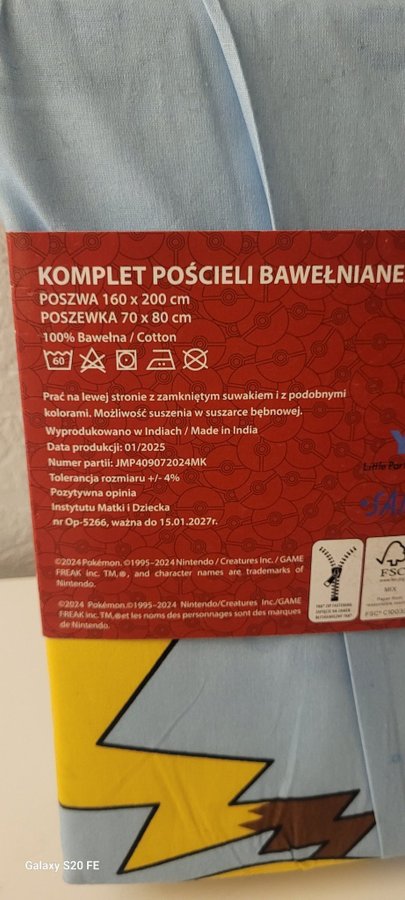 KOMPLET POŚCIELI BAWEŁNIANE
POSZWA 160 x 200 cm
POSZEWKA 70 x 80 cm
100% Bawełna / Cotton
60
Prać na lewej stronie z zamkniętym suwakiem i z podobnymi
kolorami. Możliwość suszenia w suszarce bębnowej.
Wyprodukowano w Indiach / Made in India
Data produkcji: 01/2025
Numer partii: JMP409072024MK
Tolerancja rozmiaru +/- 4%
Pozytywna opinia
Instytutu Matki i Dziecka
nr Op-5266, ważna do 15.01.2027r.
©2024 Pokémon. ©1995–2024 Nintendo / Creatures Inc. / GAME
FREAK inc. TM, ®, and character names are trademarks of
Nintendo.
©2024 Pokémon. ©1995-2024 Nintendo/Creatures Inc./GAME
FREAK inc. TM,®et les noms des personnages sont des marques
de Nintendo.
FSC
MIX
Galaxy S20 FE